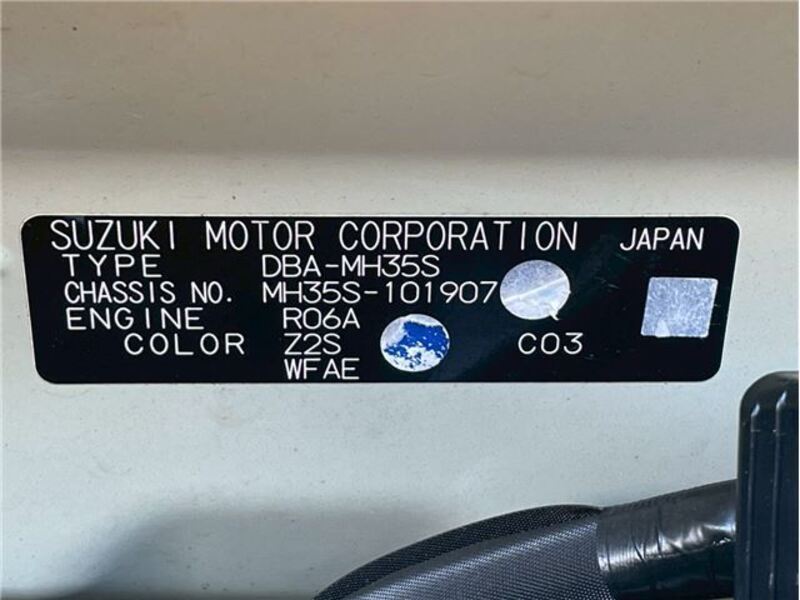 SUZUKI MOTOR CORPORATION JAPAN
TYPE DBA-MH35S
CHASSIS NO. MH35S-101907
ENGINE R06A
COLOR Z2S C03
WFAE